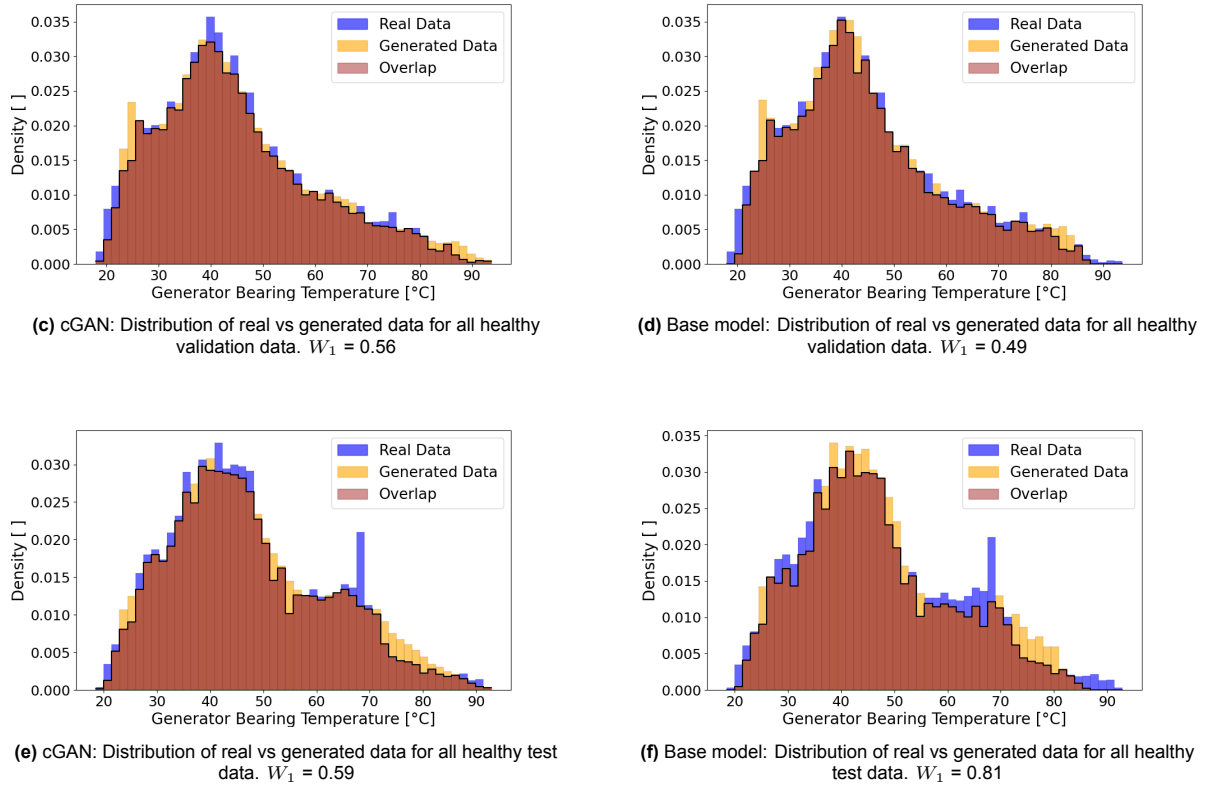 0.035
0.030
0.025
0.020
0.015
0.010
0.005
0.000
Density [ ]
Real Data
Generated Data
Overlap
20 30 40 50 60 70 80 90
Generator Bearing Temperature [°C]
(c) cGAN: Distribution of real vs generated data for all healthy
validation data. W₁ = 0.56
0.035
0.030
0.025
0.020
0.015
0.010
0.005
0.000
Density [ ]
Real Data
Generated Data
Overlap
20 30 40 50 60 70 80 90
Generator Bearing Temperature [°C]
(d) Base model: Distribution of real vs generated data for all healthy
validation data. W₁ = 0.49
0.030
0.025
0.020
0.015
0.010
0.005
0.000
Density [ ]
Real Data
Generated Data
Overlap
20 30 40 50 60 70 80 90
Generator Bearing Temperature [°C]
(e) cGAN: Distribution of real vs generated data for all healthy test
data. W₁ = 0.59
0.035
0.030
0.025
0.020
0.015
0.010
0.005
0.000
Density [ ]
Real Data
Generated Data
Overlap
20 30 40 50 60 70 80 90
Generator Bearing Temperature [°C]
(f) Base model: Distribution of real vs generated data for all healthy
test data. W₁ = 0.81